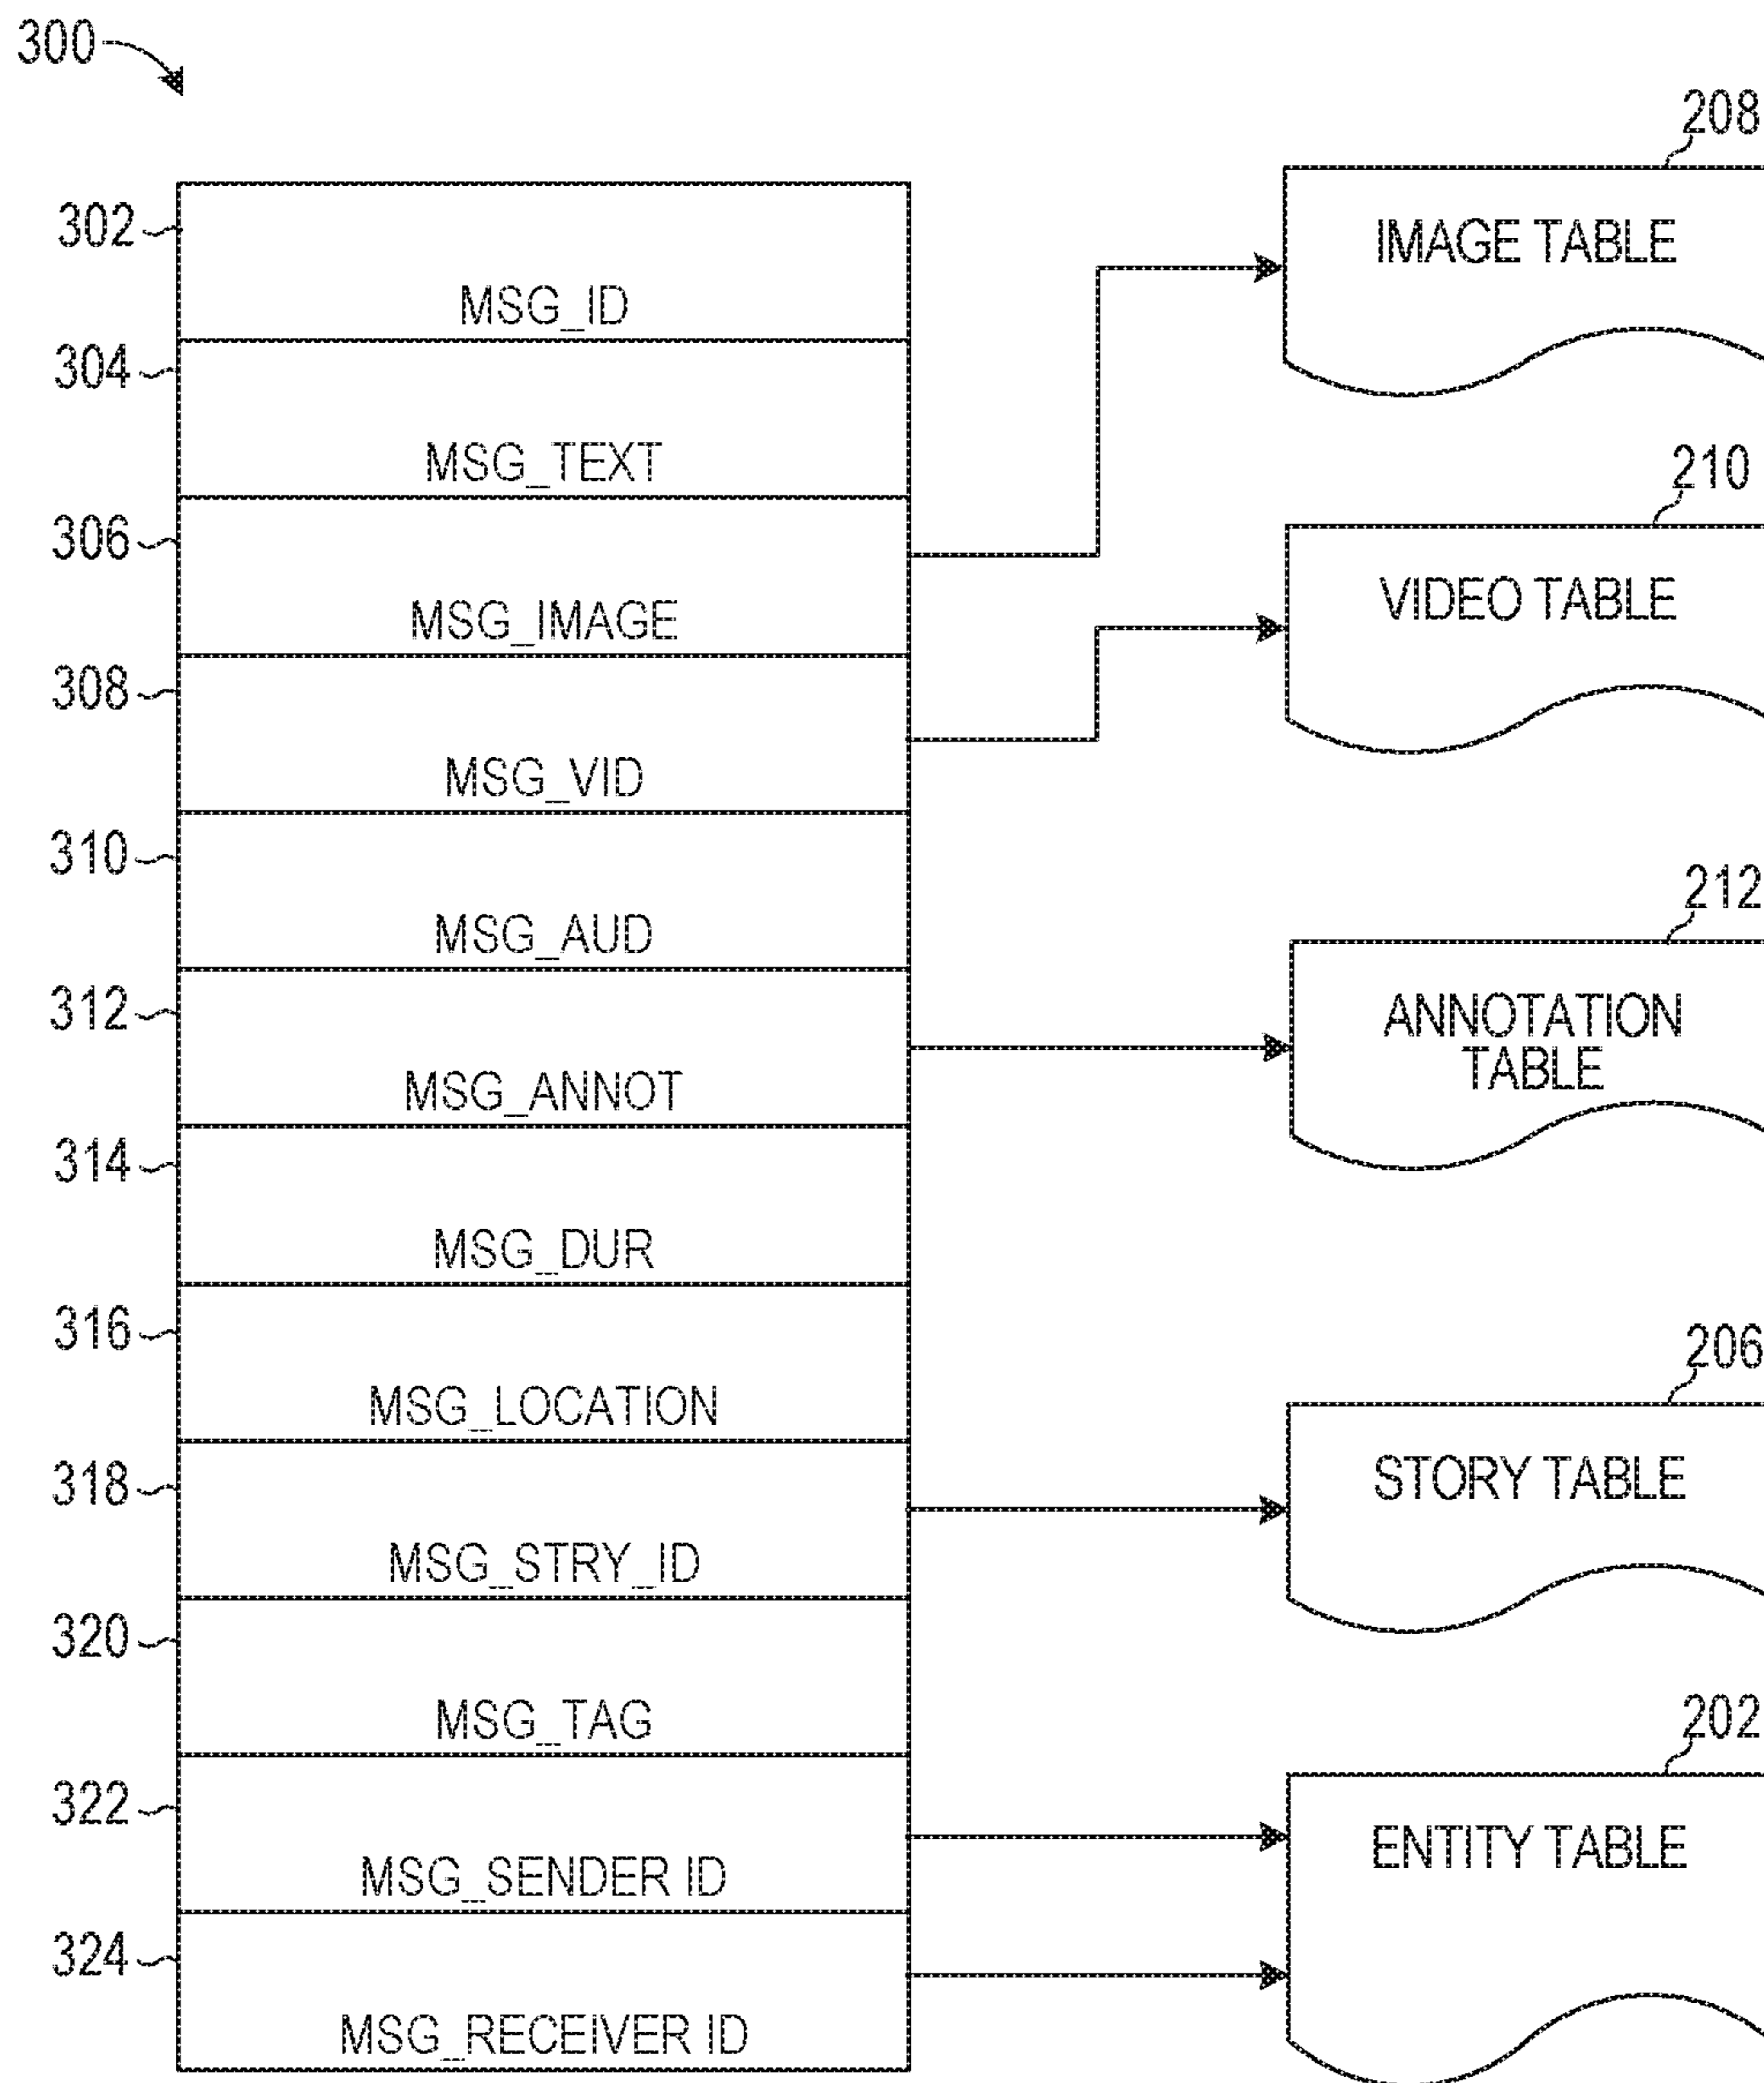 300
208
302
IMAGE TABLE
MSG_ID
304
MSG_TEXT
210
306
VIDEO TABLE
MSG_IMAGE
308
MSG_VID
310
212
MSG_AUD
312
ANNOTATION
TABLE
MSG_ANNOT
314
MSG_DUR
316
206
MSG_LOCATION
318
STORY TABLE
MSG_STRY_ID
320
202
MSG_TAG
322
ENTITY TABLE
MSG_SENDER ID
324
MSG_RECEIVER ID